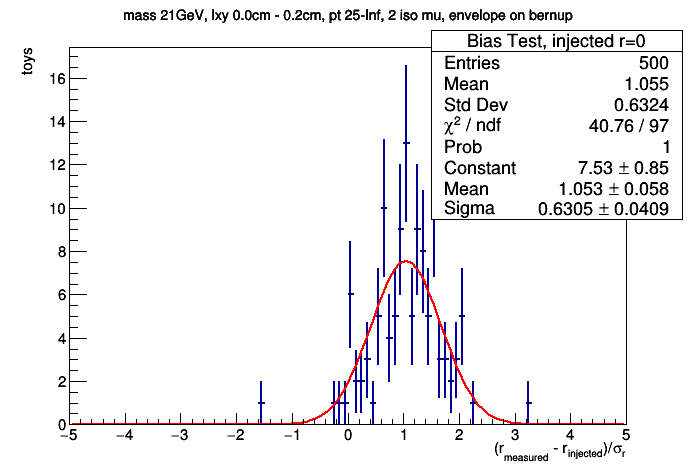 mass 21GeV, lxy 0.0cm - 0.2cm, pt 25-Inf, 2 iso mu, envelope on bernup
toys
Bias Test, injected r=0
Entries 500
Mean 1.055
Std Dev 0.6324
χ² / ndf 40.76 / 97
Prob 1
Constant 7.53 ± 0.85
Mean 1.053 ± 0.058
Sigma 0.6305 ± 0.0409
16
14
12
10
8
6
4
2
0
−5 −4 −3 −2 −1 0 1 2 3 4 5
(r_measured - r_injected)/σ_r